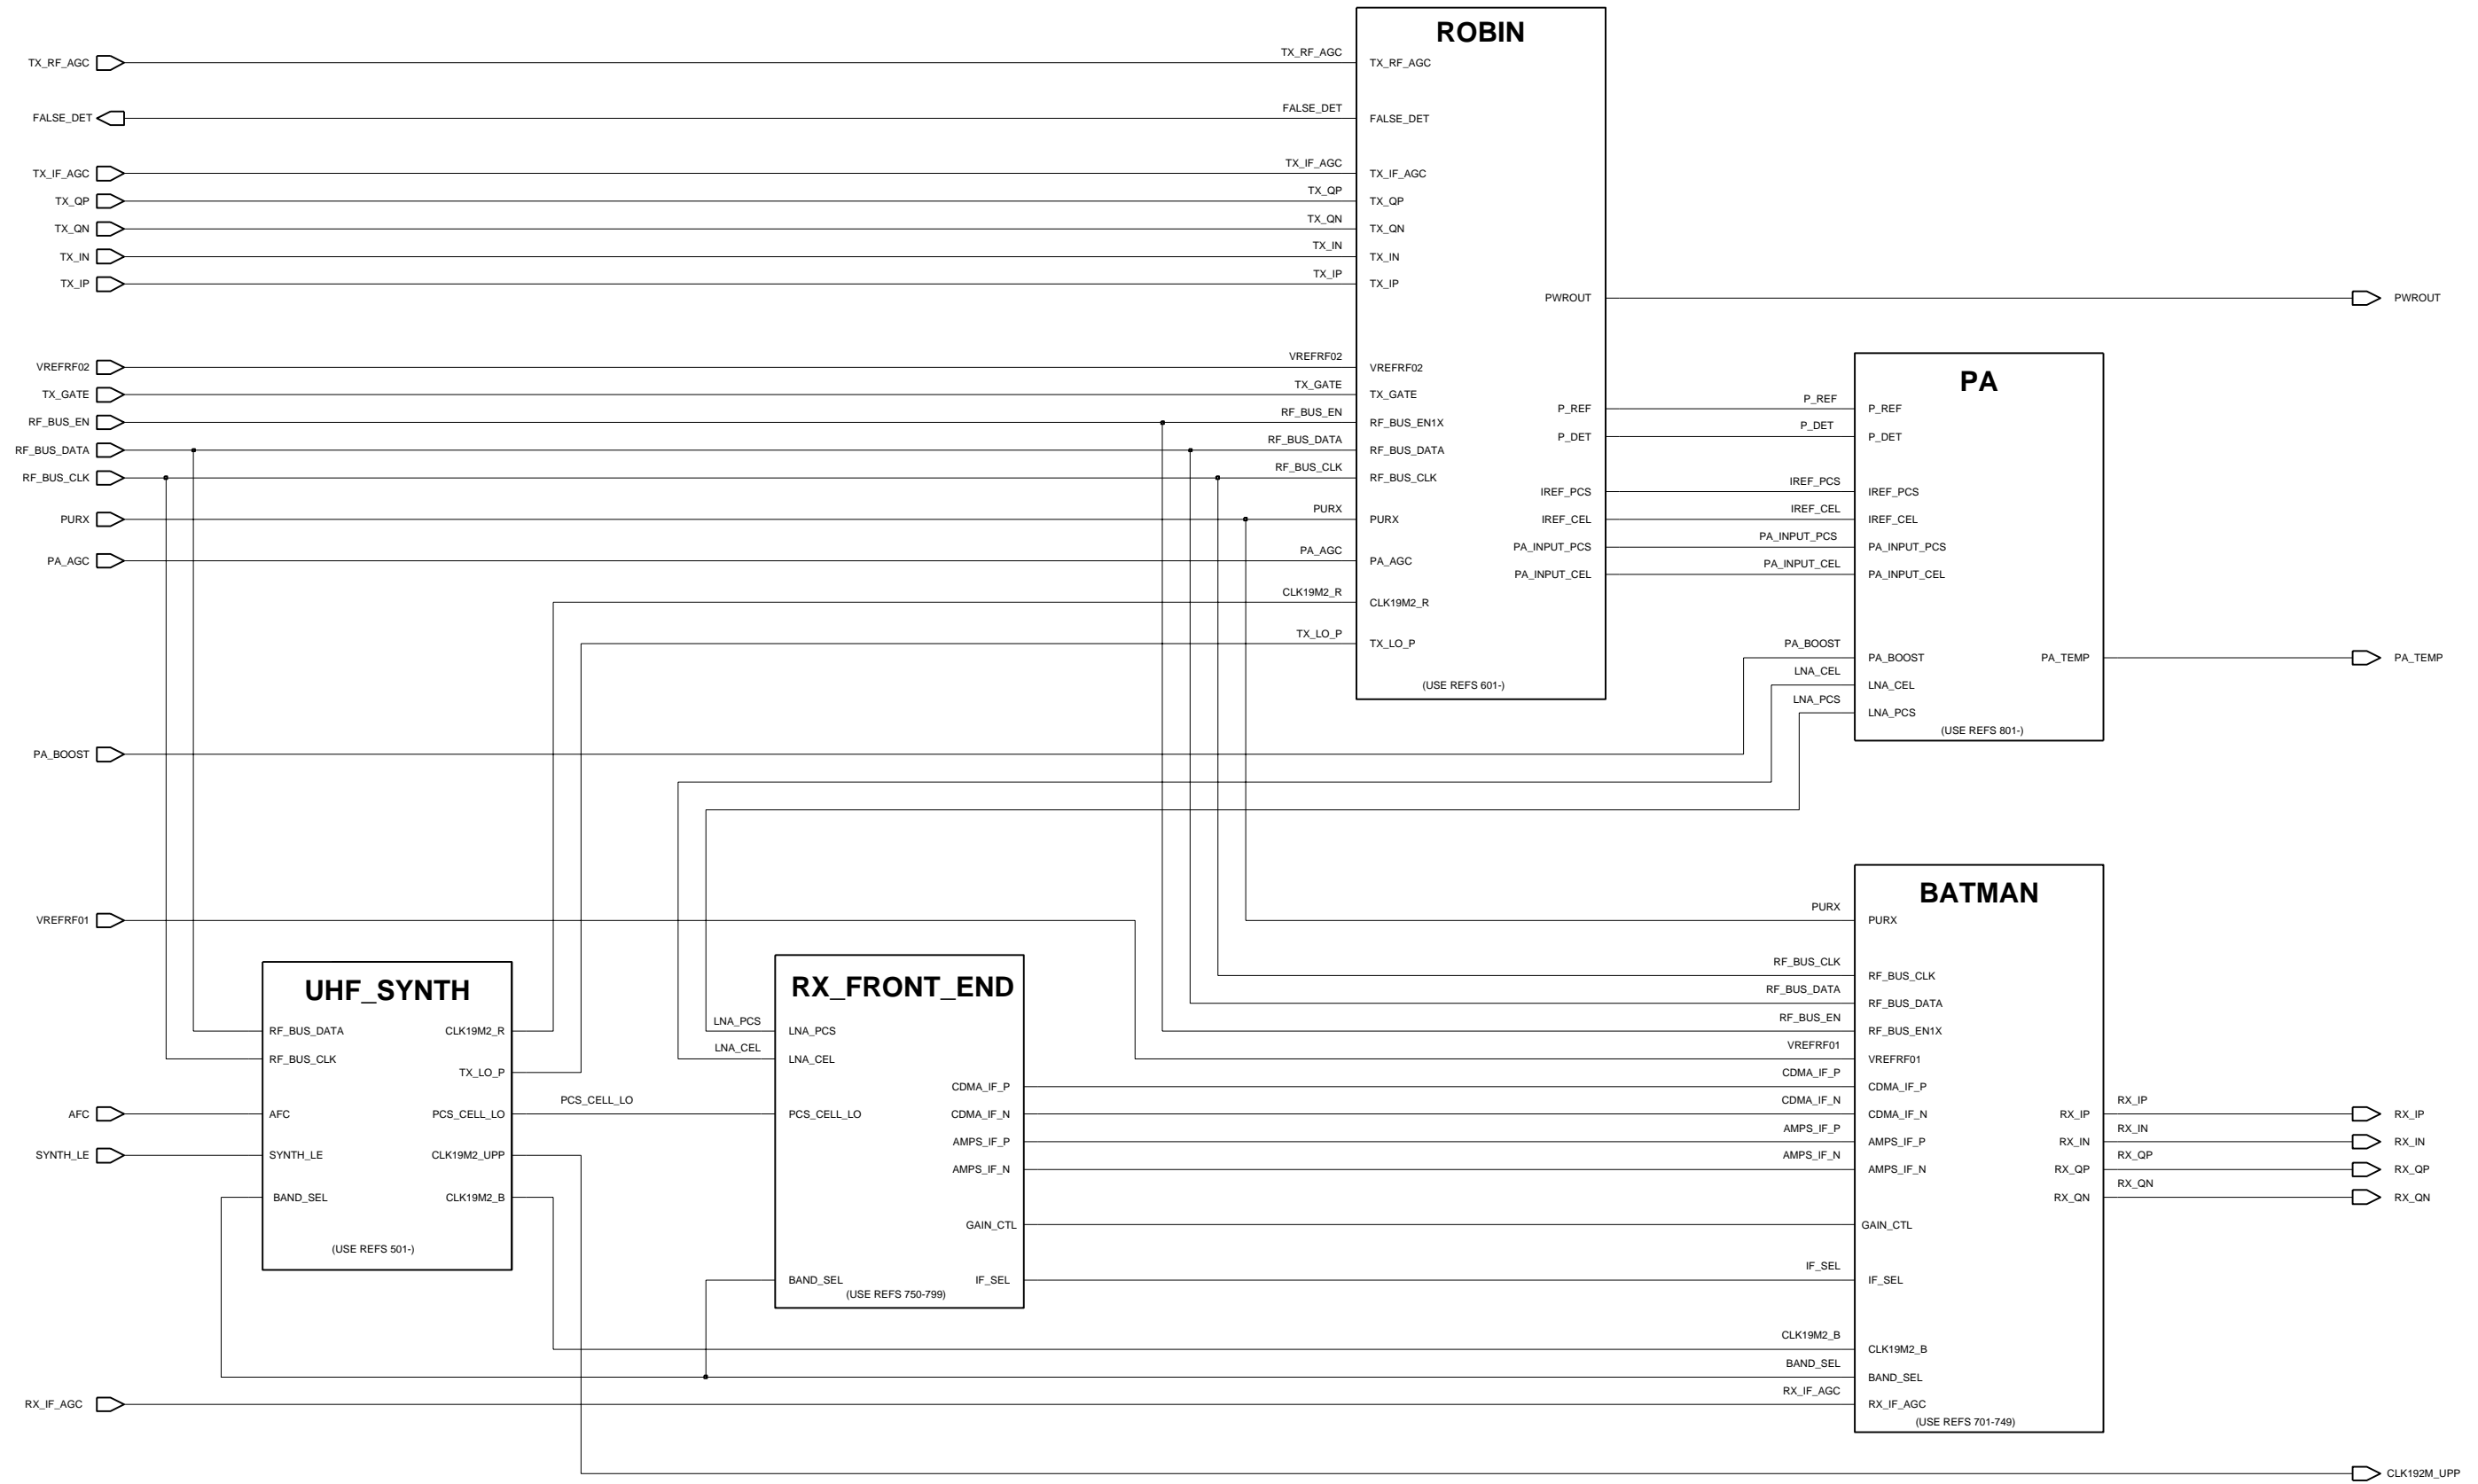 ROBIN
TX_RF_AGC
TX_RF_AGC
TX_RF_AGC
FALSE_DET
FALSE_DET
FALSE_DET
TX_IF_AGC
TX_IF_AGC
TX_IF_AGC
TX_QP
TX_QP
TX_QP
TX_QN
TX_QN
TX_QN
TX_IN
TX_IN
TX_IN
TX_IP
TX_IP
TX_IP
PWROUT
PWROUT
VREFRF02
VREFRF02
VREFRF02
PA
TX_GATE
TX_GATE
TX_GATE
P_REF
P_REF
P_REF
RF_BUS_EN
RF_BUS_EN
RF_BUS_EN1X
P_DET
P_DET
P_DET
RF_BUS_DATA
RF_BUS_DATA
RF_BUS_DATA
RF_BUS_CLK
RF_BUS_CLK
RF_BUS_CLK
IREF_PCS
IREF_PCS
IREF_PCS
PURX
PURX
PURX
IREF_CEL
IREF_CEL
IREF_CEL
PA_INPUT_PCS
PA_INPUT_PCS
PA_INPUT_PCS
PA_AGC
PA_AGC
PA_AGC
PA_INPUT_CEL
PA_INPUT_CEL
PA_INPUT_CEL
CLK19M2_R
CLK19M2_R
TX_LO_P
TX_LO_P
PA_BOOST
PA_BOOST
PA_TEMP
PA_TEMP
LNA_CEL
LNA_CEL
(USE REFS 601-)
LNA_PCS
LNA_PCS
(USE REFS 801-)
PA_BOOST
BATMAN
VREFRF01
PURX
PURX
UHF_SYNTH
RX_FRONT_END
RF_BUS_CLK
RF_BUS_CLK
RF_BUS_DATA
RF_BUS_DATA
RF_BUS_DATA
CLK19M2_R
LNA_PCS
LNA_PCS
RF_BUS_EN
RF_BUS_EN1X
RF_BUS_CLK
LNA_CEL
LNA_CEL
VREFRF01
VREFRF01
TX_LO_P
CDMA_IF_P
CDMA_IF_P
CDMA_IF_P
AFC
AFC
PCS_CELL_LO
PCS_CELL_LO
PCS_CELL_LO
CDMA_IF_N
CDMA_IF_N
CDMA_IF_N
RX_IP
RX_IP
RX_IP
AMPS_IF_P
AMPS_IF_P
AMPS_IF_P
RX_IN
RX_IN
RX_IN
SYNTH_LE
SYNTH_LE
CLK19M2_UPP
AMPS_IF_N
AMPS_IF_N
AMPS_IF_N
RX_QP
RX_QP
RX_QP
BAND_SEL
CLK19M2_B
RX_QN
RX_QN
RX_QN
GAIN_CTL
GAIN_CTL
(USE REFS 501-)
BAND_SEL
IF_SEL
IF_SEL
IF_SEL
(USE REFS 750-799)
CLK19M2_B
CLK19M2_B
BAND_SEL
BAND_SEL
RX_IF_AGC
RX_IF_AGC
RX_IF_AGC
(USE REFS 701-749)
CLK192M_UPP